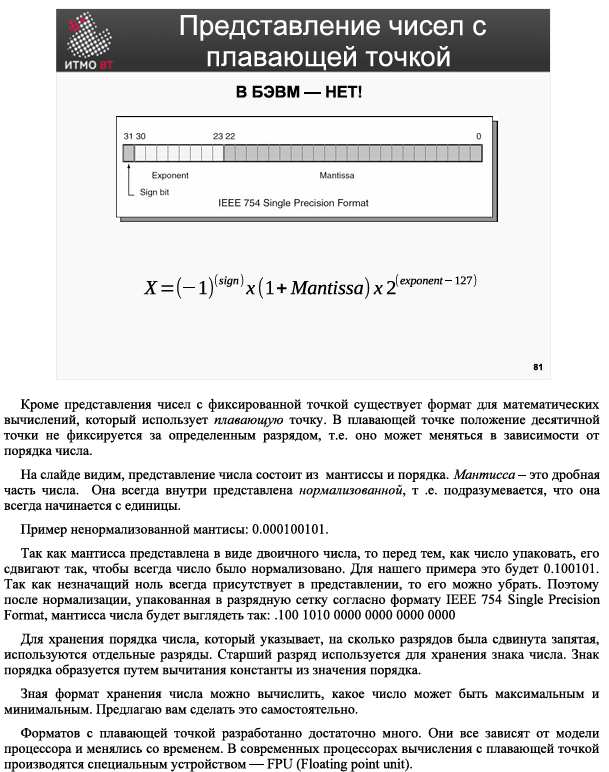 Представление чисел с
плавающей точкой
ИТМО ВТ
В БЭВМ — НЕТ!
31 30 23 22 0
Exponent Mantissa
Sign bit
IEEE 754 Single Precision Format
X=(−1)^(sign) x (1+ Mantissa) x 2^(exponent−127)
81
Кроме представления чисел с фиксированной точкой существует формат для математических
вычислений, который использует плавающую точку. В плавающей точке положение десятичной
точки не фиксируется за определенным разрядом, т.е. оно может меняться в зависимости от
порядка числа.
На слайде видим, представление числа состоит из мантиссы и порядка. Мантисса – это дробная
часть числа. Она всегда внутри представлена нормализованной, т .е. подразумевается, что она
всегда начинается с единицы.
Пример ненормализованной мантисы: 0.000100101.
Так как мантисса представлена в виде двоичного числа, то перед тем, как число упаковать, его
сдвигают так, чтобы всегда число было нормализовано. Для нашего примера это будет 0.100101.
Так как незначащий ноль всегда присутствует в представлении, то его можно убрать. Поэтому
после нормализации, упакованная в разрядную сетку согласно формату IEEE 754 Single Precision
Format, мантисса числа будет выглядеть так: .100 1010 0000 0000 0000 0000
Для хранения порядка числа, который указывает, на сколько разрядов была сдвинута запятая,
используются отдельные разряды. Старший разряд используется для хранения знака числа. Знак
порядка образуется путем вычитания константы из значения порядка.
Зная формат хранения числа можно вычислить, какое число может быть максимальным и
минимальным. Предлагаю вам сделать это самостоятельно.
Форматов с плавающей точкой разработанно достаточно много. Они все зависят от модели
процессора и менялись со временем. В современных процессорах вычисления с плавающей точкой
производятся специальным устройством — FPU (Floating point unit).